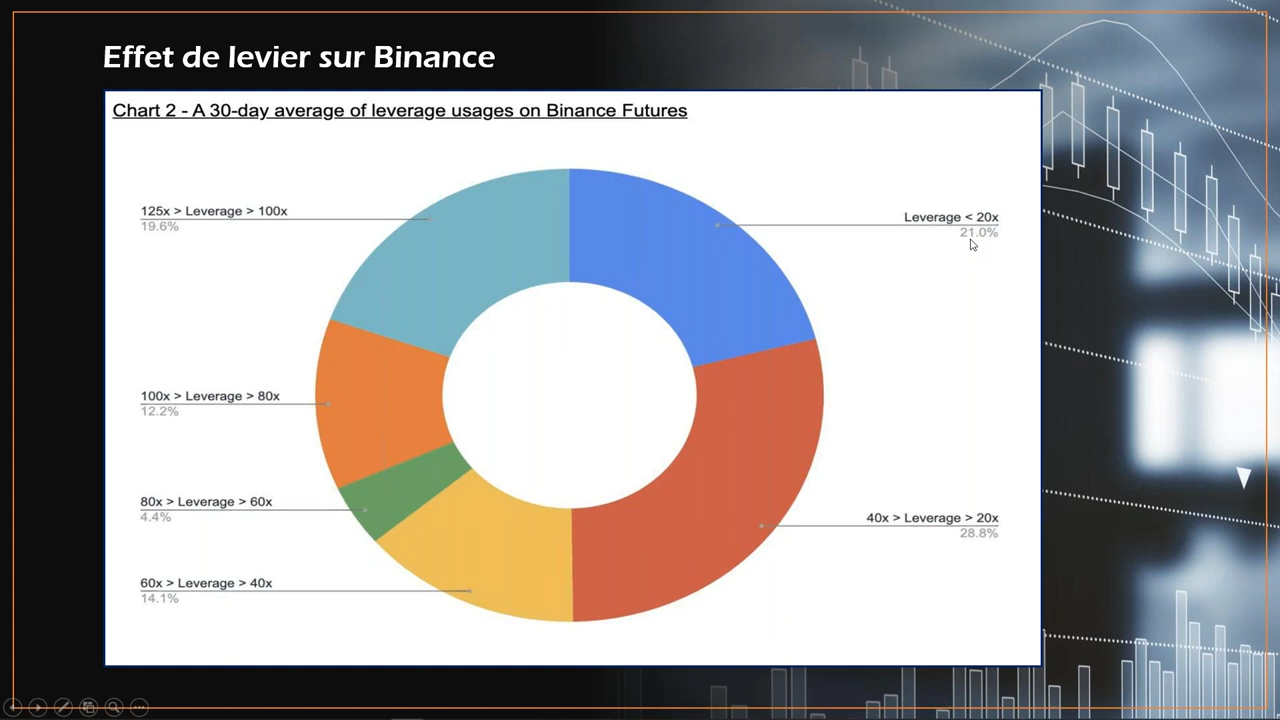 Effet de levier sur Binance
Chart 2 - A 30-day average of leverage usages on Binance Futures
125x > Leverage > 100x
19.6%
Leverage < 20x
21.0%
100x > Leverage > 80x
12.2%
80x > Leverage > 60x
4.4%
40x > Leverage > 20x
28.8%
60x > Leverage > 40x
14.1%